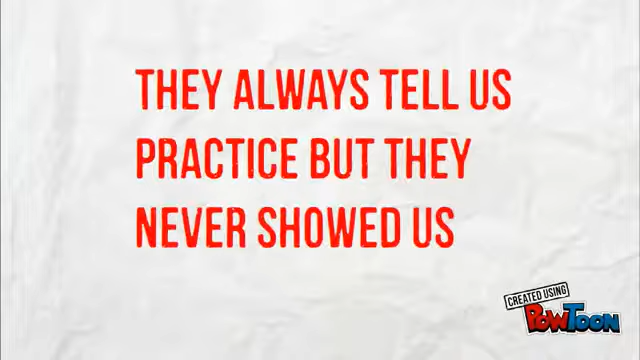 THEY ALWAYS TELL US
PRACTICE BUT THEY
NEVER SHOWED US
CREATED USING
POWTOON